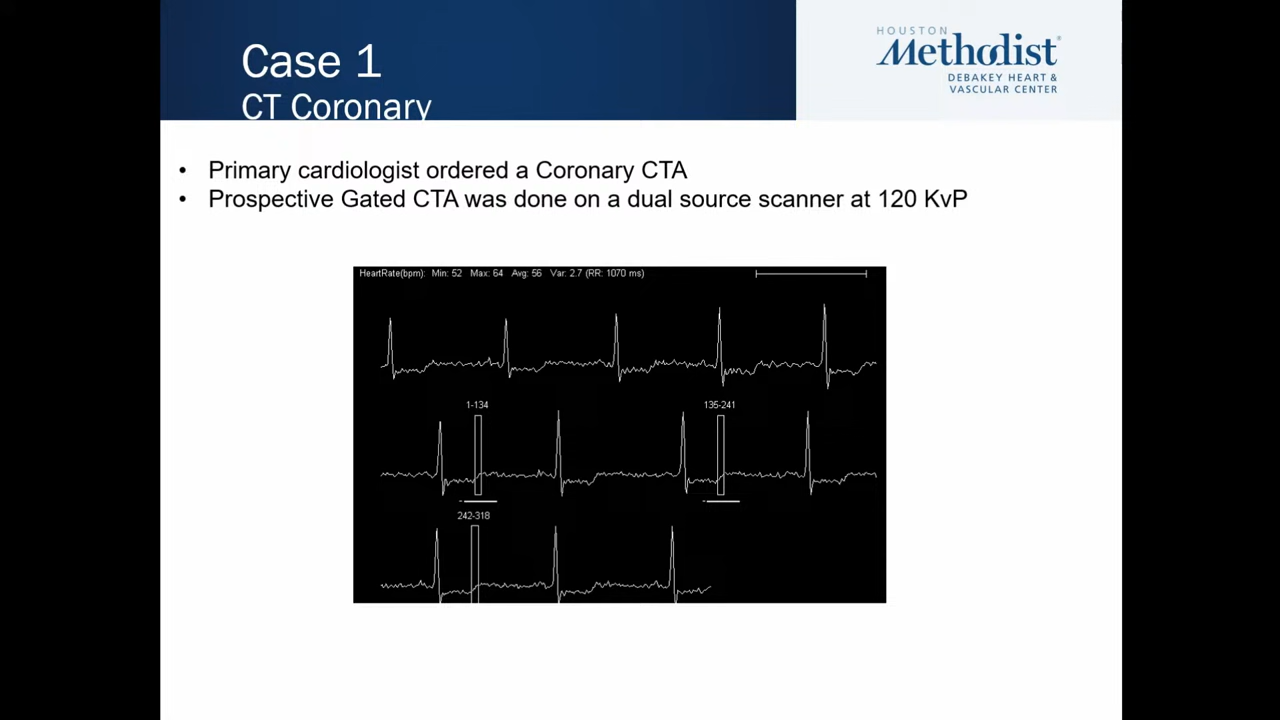 Case 1
CT Coronary
HOUSTON
Methodist®
DEBAKEY HEART &
VASCULAR CENTER
• Primary cardiologist ordered a Coronary CTA
• Prospective Gated CTA was done on a dual source scanner at 120 KvP
HeartRate(bpm): Min: 52 Max: 64 Avg: 56 Var: 2.7 (RR: 1070 ms)
1-134
135-241
242-318